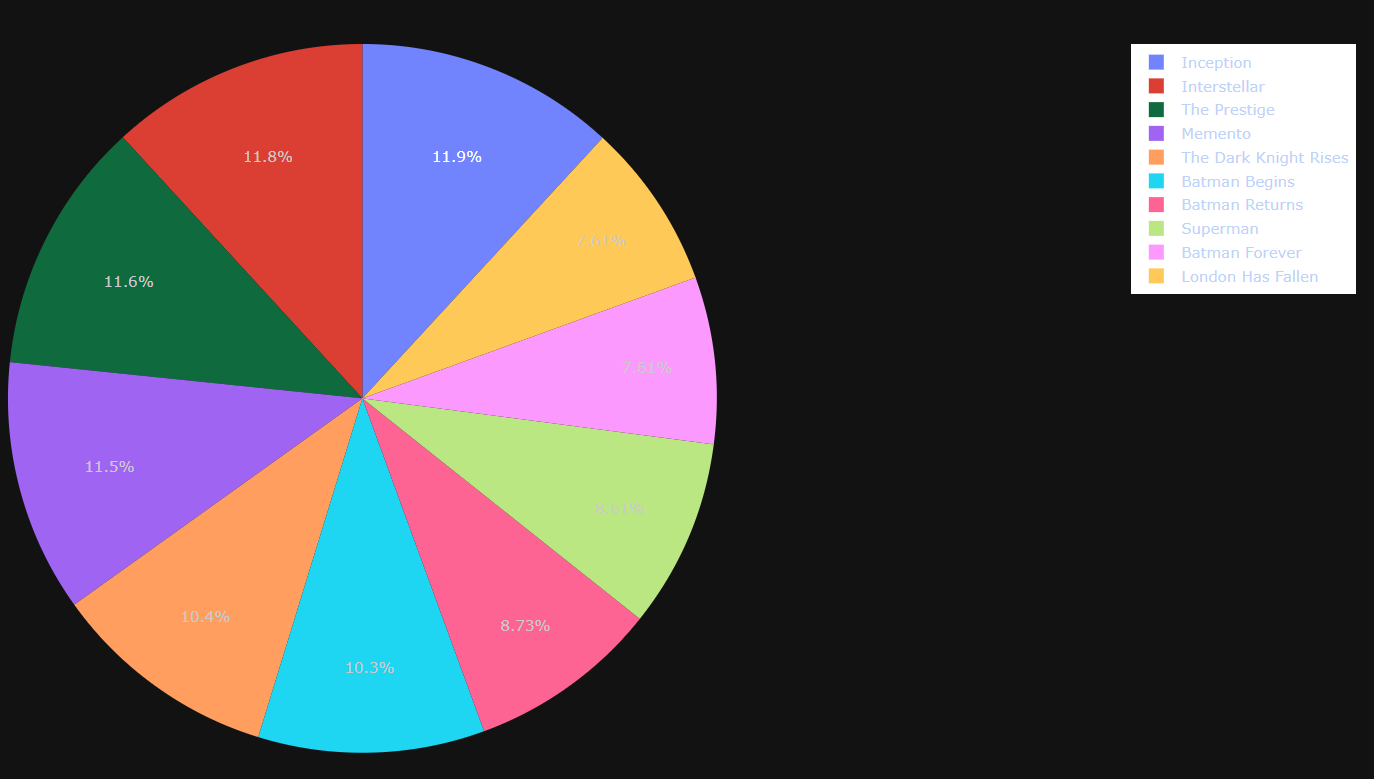 11.9%
11.8%
7.61%
11.6%
7.61%
11.5%
10.4%
8.73%
10.3%
Inception
Interstellar
The Prestige
Memento
The Dark Knight Rises
Batman Begins
Batman Returns
Superman
Batman Forever
London Has Fallen